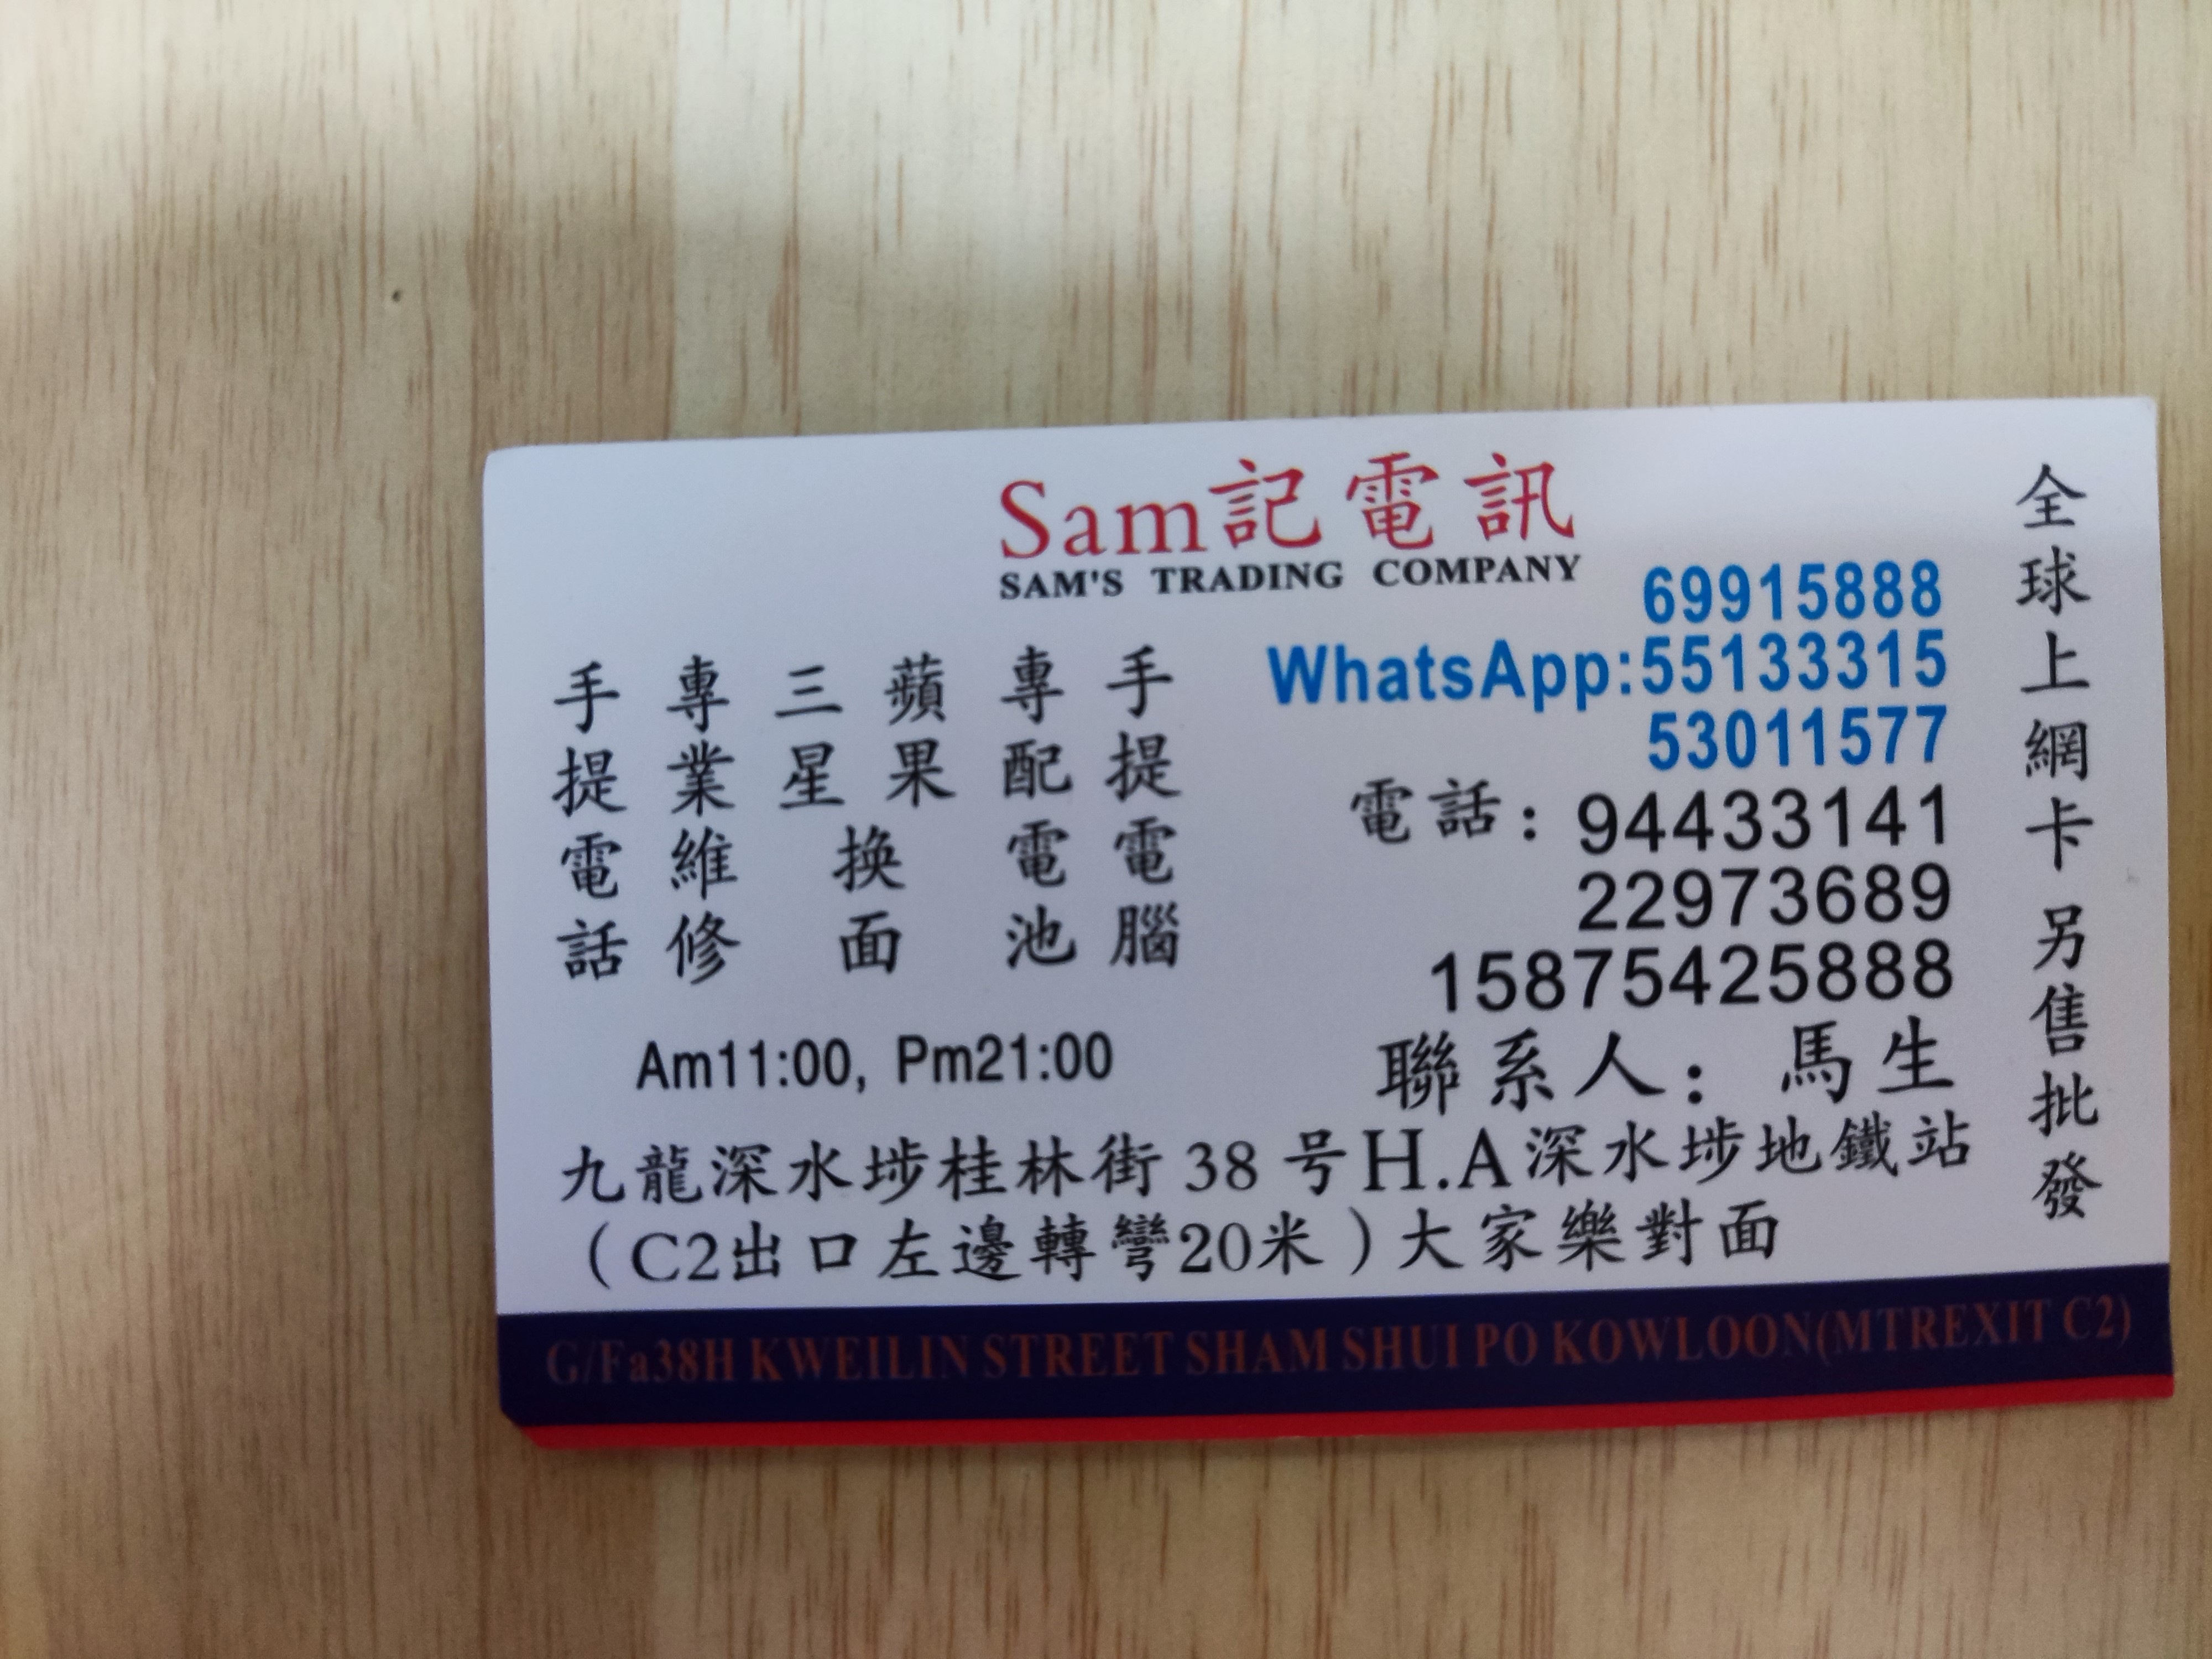 Sam記電訊
SAM'S TRADING COMPANY
69915888
WhatsApp:55133315
53011577
電話：94433141
22973689
15875425888
聯系人：馬生
手提電話
專業維修
三星
蘋果
换面
專配電池
手提電腦
Am11:00, Pm21:00
九龍深水埗桂林街 38 号H.A深水埗地鐵站
（C2出口左邊轉彎20米）大家樂對面
全球上網卡另售批發
G/Fa38H KWEILIN STREET SHAM SHUI PO KOWLOON(MTREXIT C2)